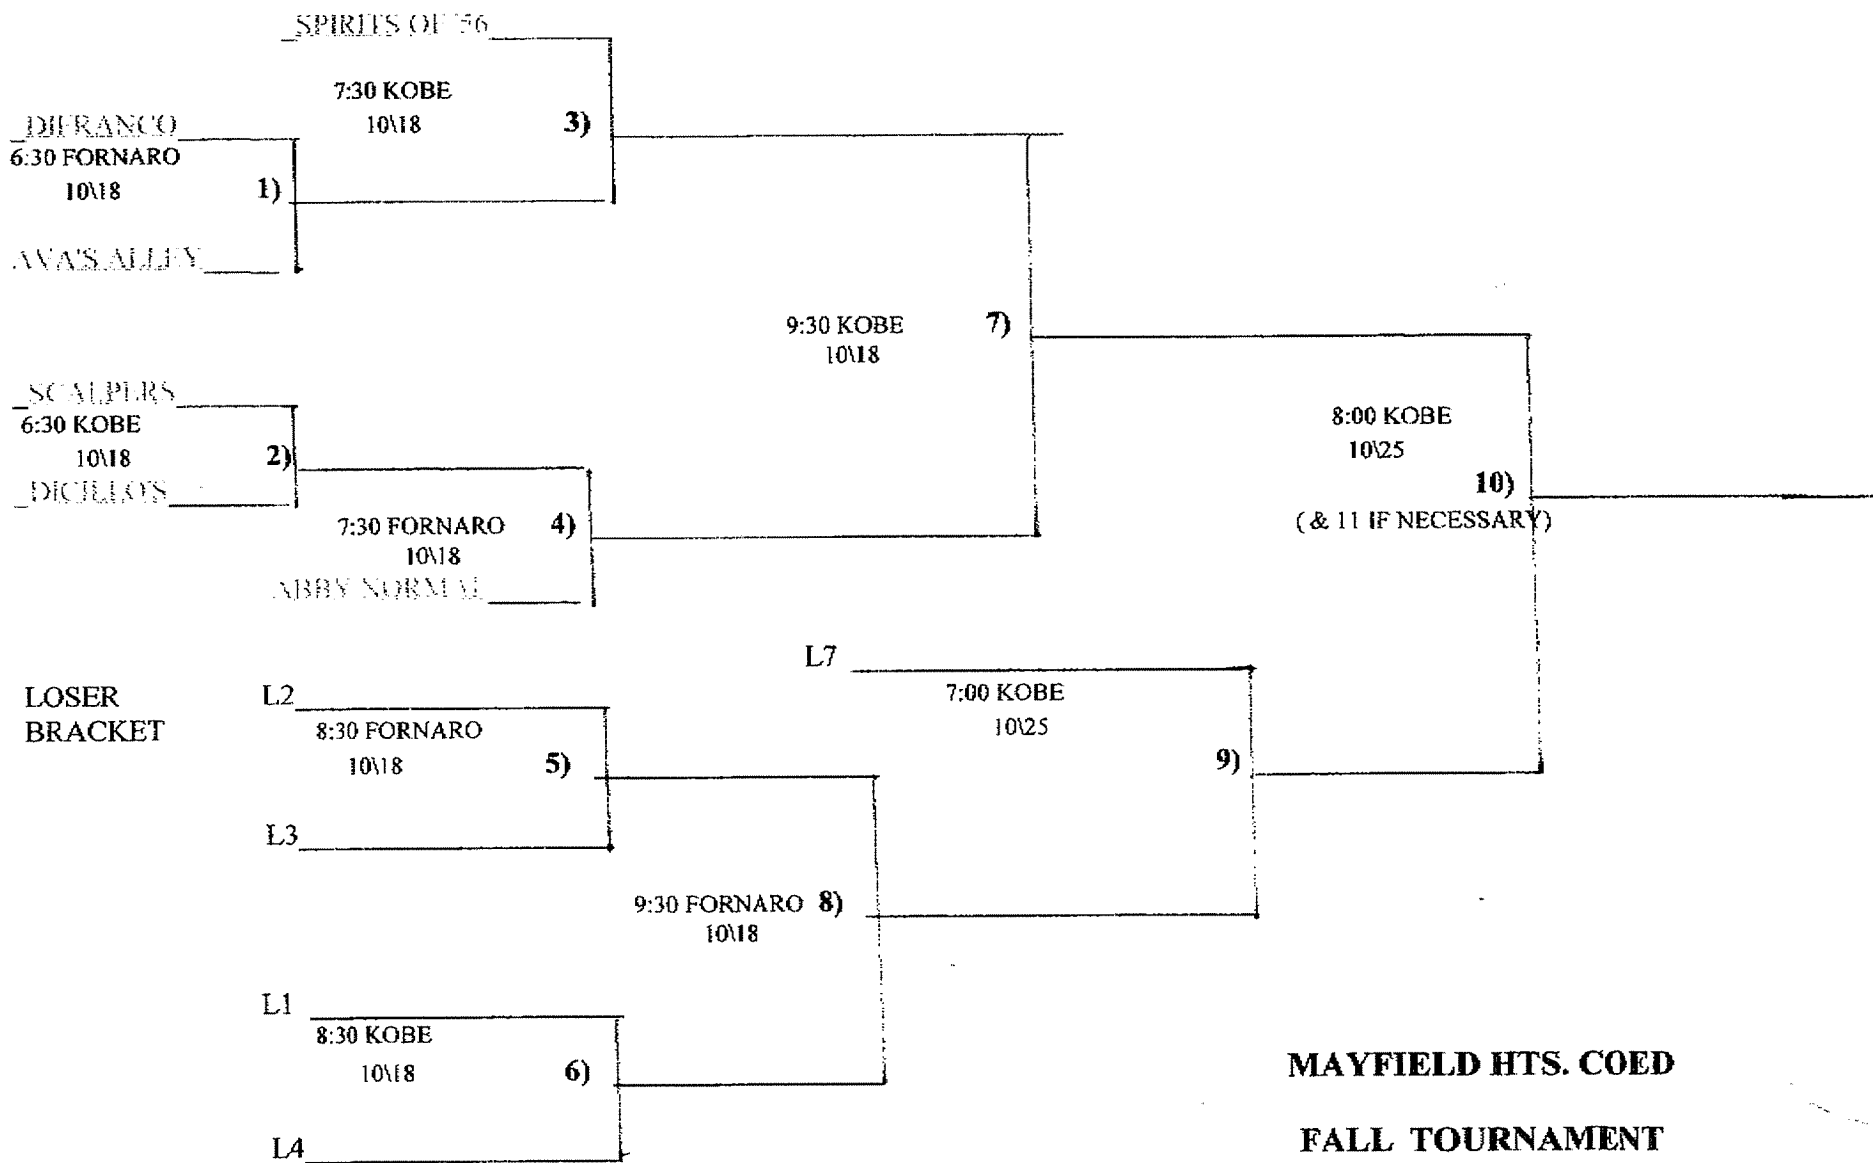 _SPIRITS OF '56
7:30 KOBE
10\18
3)
_DIFRANCO
6:30 FORNARO
10\18
1)
AVA'S ALLEY
9:30 KOBE
10\18
7)
_SCALPERS
6:30 KOBE
10\18
2)
_DICILLO'S
7:30 FORNARO
10\18
4)
ABBY NORMAL
8:00 KOBE
10\25
10)
( & 11 IF NECESSARY)
LOSER
BRACKET
L2
8:30 FORNARO
10\18
5)
L3
L7
7:00 KOBE
10\25
9)
9:30 FORNARO 8)
10\18
L1
8:30 KOBE
10\18
6)
L4
MAYFIELD HTS. COED
FALL TOURNAMENT